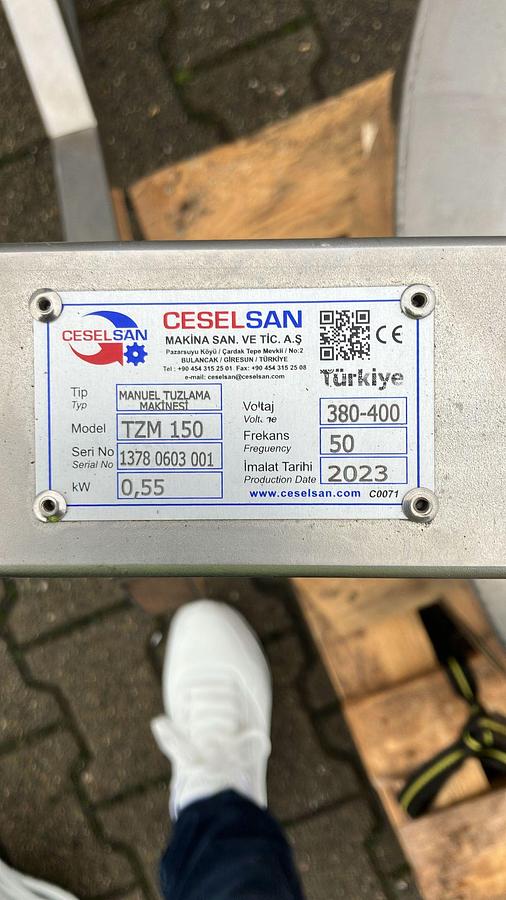 CESELSAN
CESELSAN
MAKİNA SAN. VE TİC. A.Ş
Pazarsuyu Köyü / Çardak Tepe Mevkii / No:2
BULANCAK / GİRESUN / TÜRKİYE
Tel : +90 454 315 25 01 Fax: +90 454 315 25 08
e-mail: ceselsan@ceselsan.com
CE
Türkiye
Tip
Typ
MANUEL TUZLAMA
MAKİNESİ
Model
TZM 150
Seri No
Serial No
1378 0603 001
kW
0,55
Voltaj
Voltage
380-400
Frekans
Freguency
50
İmalat Tarihi
Production Date
2023
www.ceselsan.com C0071